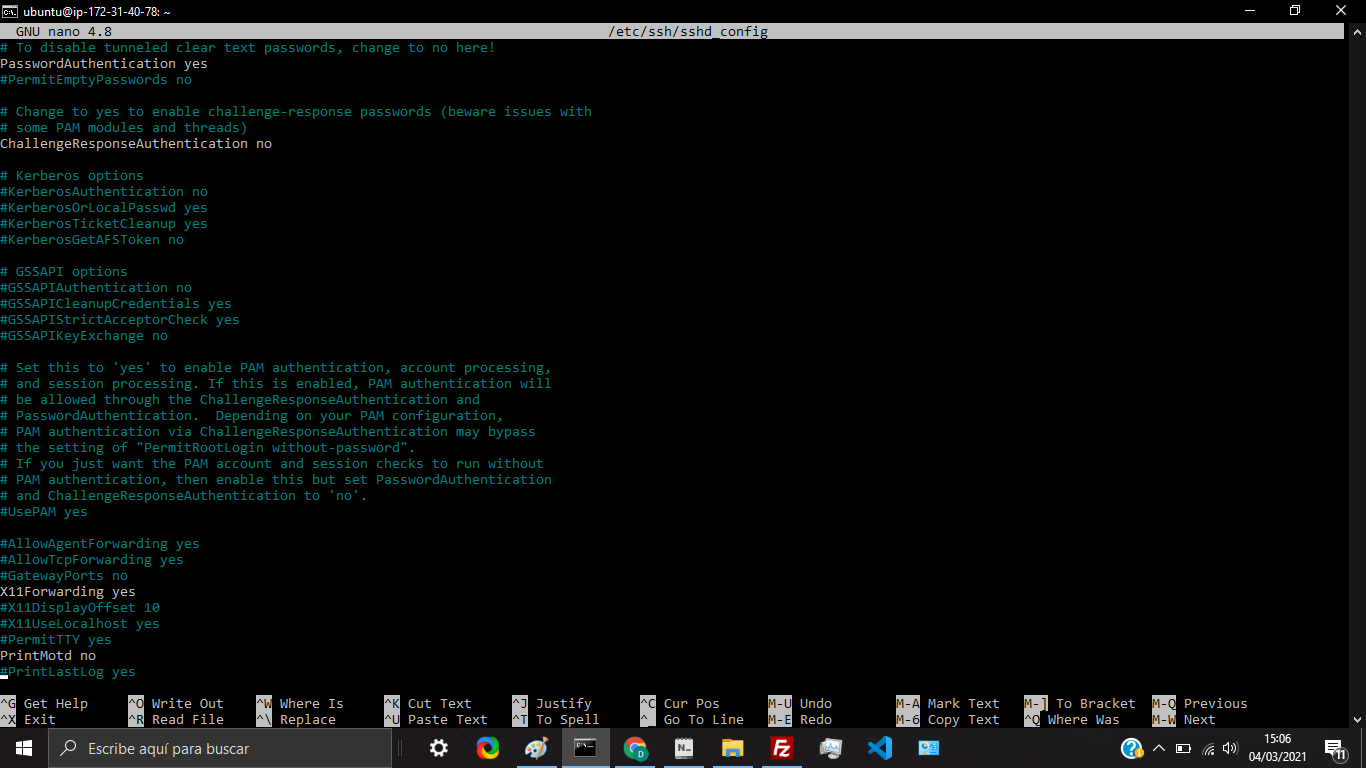 ubuntu@ip-172-31-40-78: ~
GNU nano 4.8 /etc/ssh/sshd_config
# To disable tunneled clear text passwords, change to no here!
PasswordAuthentication yes
#PermitEmptyPasswords no
# Change to yes to enable challenge-response passwords (beware issues with
# some PAM modules and threads)
ChallengeResponseAuthentication no
# Kerberos options
#KerberosAuthentication no
#KerberosOrLocalPasswd yes
#KerberosTicketCleanup yes
#KerberosGetAFSToken no
# GSSAPI options
#GSSAPIAuthentication no
#GSSAPICleanupCredentials yes
#GSSAPIStrictAcceptorCheck yes
#GSSAPIKeyExchange no
# Set this to 'yes' to enable PAM authentication, account processing,
# and session processing. If this is enabled, PAM authentication will
# be allowed through the ChallengeResponseAuthentication and
# PasswordAuthentication.  Depending on your PAM configuration,
# PAM authentication via ChallengeResponseAuthentication may bypass
# the setting of "PermitRootLogin without-password".
# If you just want the PAM account and session checks to run without
# PAM authentication, then enable this but set PasswordAuthentication
# and ChallengeResponseAuthentication to 'no'.
#UsePAM yes
#AllowAgentForwarding yes
#AllowTcpForwarding yes
#GatewayPorts no
X11Forwarding yes
#X11DisplayOffset 10
#X11UseLocalhost yes
#PermitTTY yes
PrintMotd no
#PrintLastLog yes
^G Get Help ^O Write Out ^W Where Is ^K Cut Text ^J Justify ^C Cur Pos M-U Undo M-A Mark Text M-] To Bracket M-Q Previous
^X Exit ^R Read File ^\ Replace ^U Paste Text ^T To Spell ^_ Go To Line M-E Redo M-6 Copy Text ^Q Where Was M-W Next
Escribe aquí para buscar
15:06
04/03/2021
11